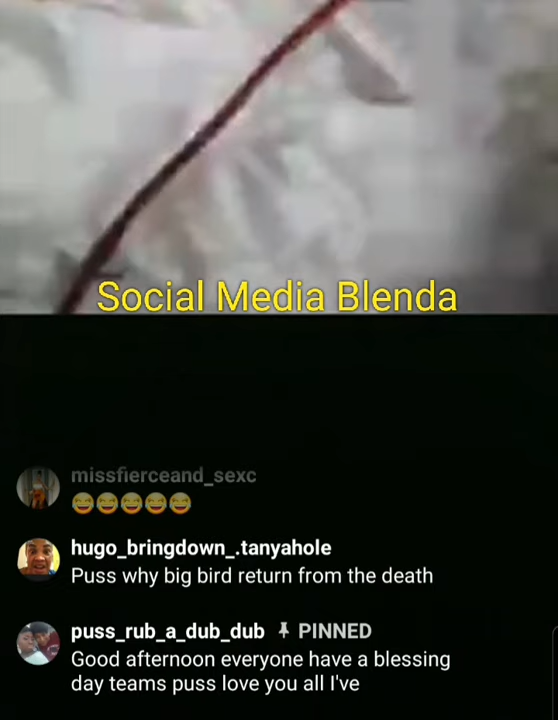 Social Media Blenda
missfierceand_sexc
😂😂😂😂😂
hugo_bringdown_.tanyahole
Puss why big bird return from the death
puss_rub_a_dub_dub PINNED
Good afternoon everyone have a blessing
day teams puss love you all I've